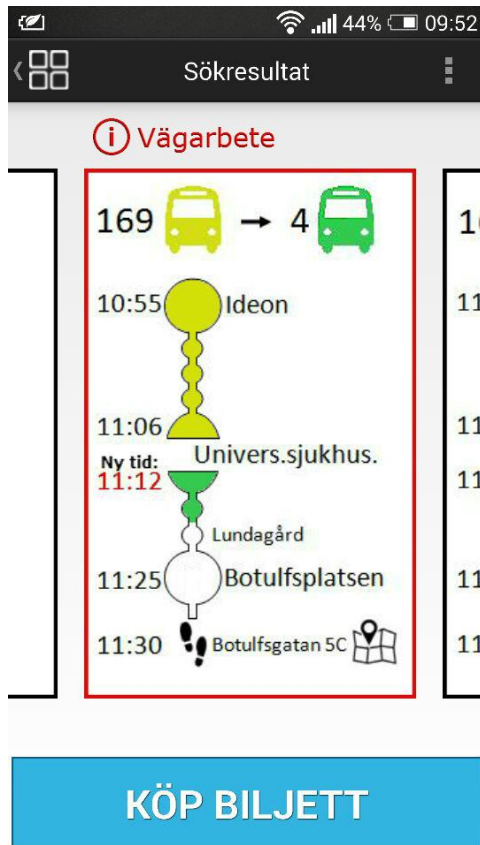 44% 09:52
Sökresultat
i Vägarbete
169 → 4
10:55 Ideon
11:06
Univers.sjukhus.
Ny tid:
11:12
Lundagård
11:25 Botulfsplatsen
11:30 Botulfsgatan 5C
KÖP BILJETT